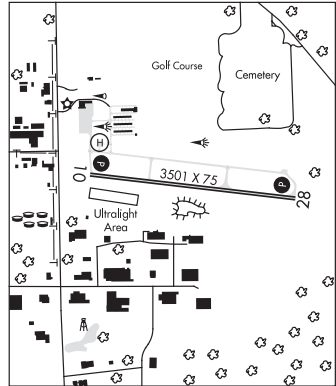 Golf Course
Cemetery
H
P
10
3501 X 75
P
28
Ultralight
Area